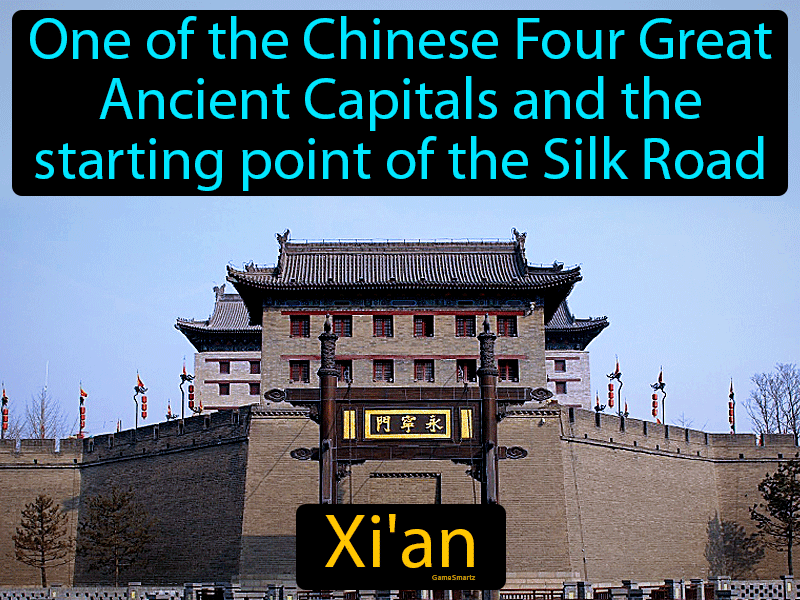 One of the Chinese Four Great
Ancient Capitals and the
starting point of the Silk Road
門寧永
Xi'an
GameSmartz